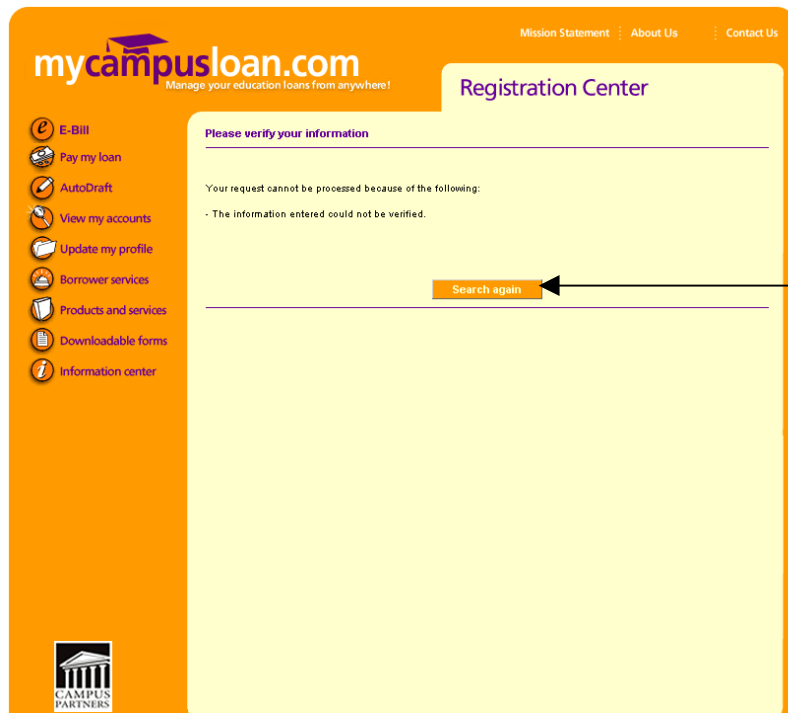 Mission Statement
About Us
Contact Us
mycampusloan.com
Manage your education loans from anywhere!
Registration Center
E-Bill
Pay my loan
AutoDraft
View my accounts
Update my profile
Borrower services
Products and services
Downloadable forms
Information center
Please verify your information
Your request cannot be processed because of the following:
- The information entered could not be verified.
Search again
CAMPUS
PARTNERS